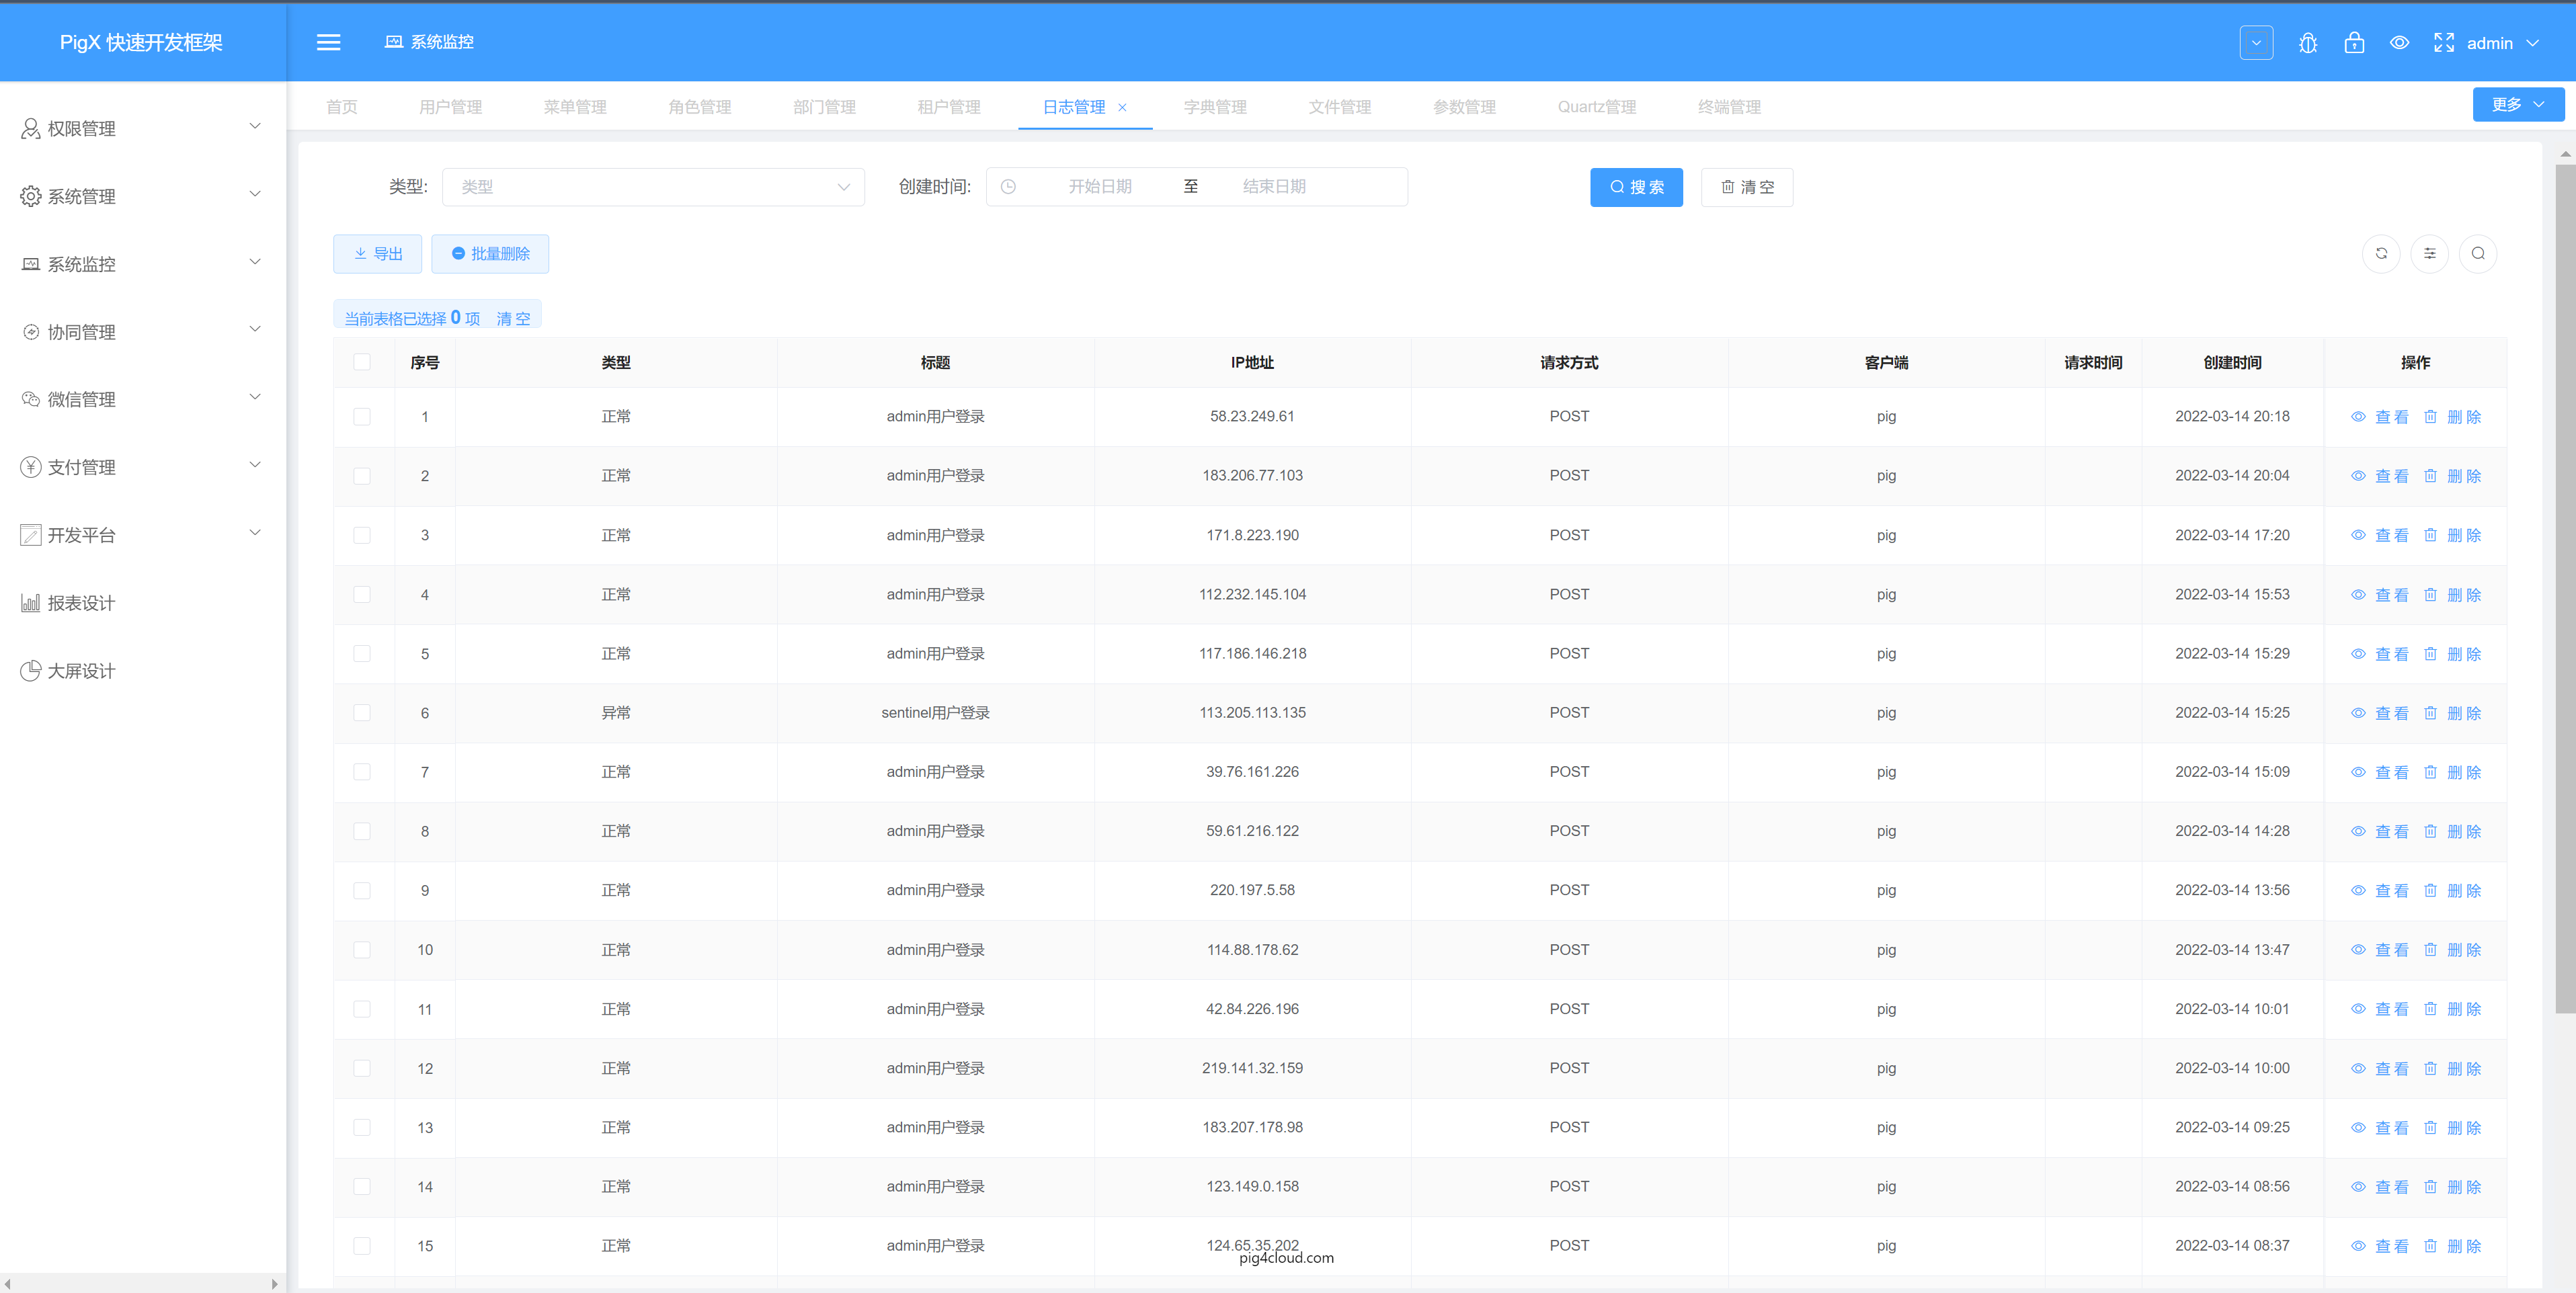 PigX 快速开发框架
系统监控
admin
权限管理
系统管理
系统监控
协同管理
微信管理
支付管理
开发平台
报表设计
大屏设计
首页 用户管理 菜单管理 角色管理 部门管理 租户管理 日志管理 字典管理 文件管理 参数管理 Quartz管理 终端管理 更多
类型: 类型 创建时间: 开始日期 至 结束日期 搜 索 清 空
导出 批量删除
当前表格已选择 0 项 清 空
序号 类型 标题 IP地址 请求方式 客户端 请求时间 创建时间 操作
1 正常 admin用户登录 58.23.249.61 POST pig 2022-03-14 20:18 查 看 删 除
2 正常 admin用户登录 183.206.77.103 POST pig 2022-03-14 20:04 查 看 删 除
3 正常 admin用户登录 171.8.223.190 POST pig 2022-03-14 17:20 查 看 删 除
4 正常 admin用户登录 112.232.145.104 POST pig 2022-03-14 15:53 查 看 删 除
5 正常 admin用户登录 117.186.146.218 POST pig 2022-03-14 15:29 查 看 删 除
6 异常 sentinel用户登录 113.205.113.135 POST pig 2022-03-14 15:25 查 看 删 除
7 正常 admin用户登录 39.76.161.226 POST pig 2022-03-14 15:09 查 看 删 除
8 正常 admin用户登录 59.61.216.122 POST pig 2022-03-14 14:28 查 看 删 除
9 正常 admin用户登录 220.197.5.58 POST pig 2022-03-14 13:56 查 看 删 除
10 正常 admin用户登录 114.88.178.62 POST pig 2022-03-14 13:47 查 看 删 除
11 正常 admin用户登录 42.84.226.196 POST pig 2022-03-14 10:01 查 看 删 除
12 正常 admin用户登录 219.141.32.159 POST pig 2022-03-14 10:00 查 看 删 除
13 正常 admin用户登录 183.207.178.98 POST pig 2022-03-14 09:25 查 看 删 除
14 正常 admin用户登录 123.149.0.158 POST pig 2022-03-14 08:56 查 看 删 除
15 正常 admin用户登录 124.65.35.202 POST pig 2022-03-14 08:37 查 看 删 除
pig4cloud.com